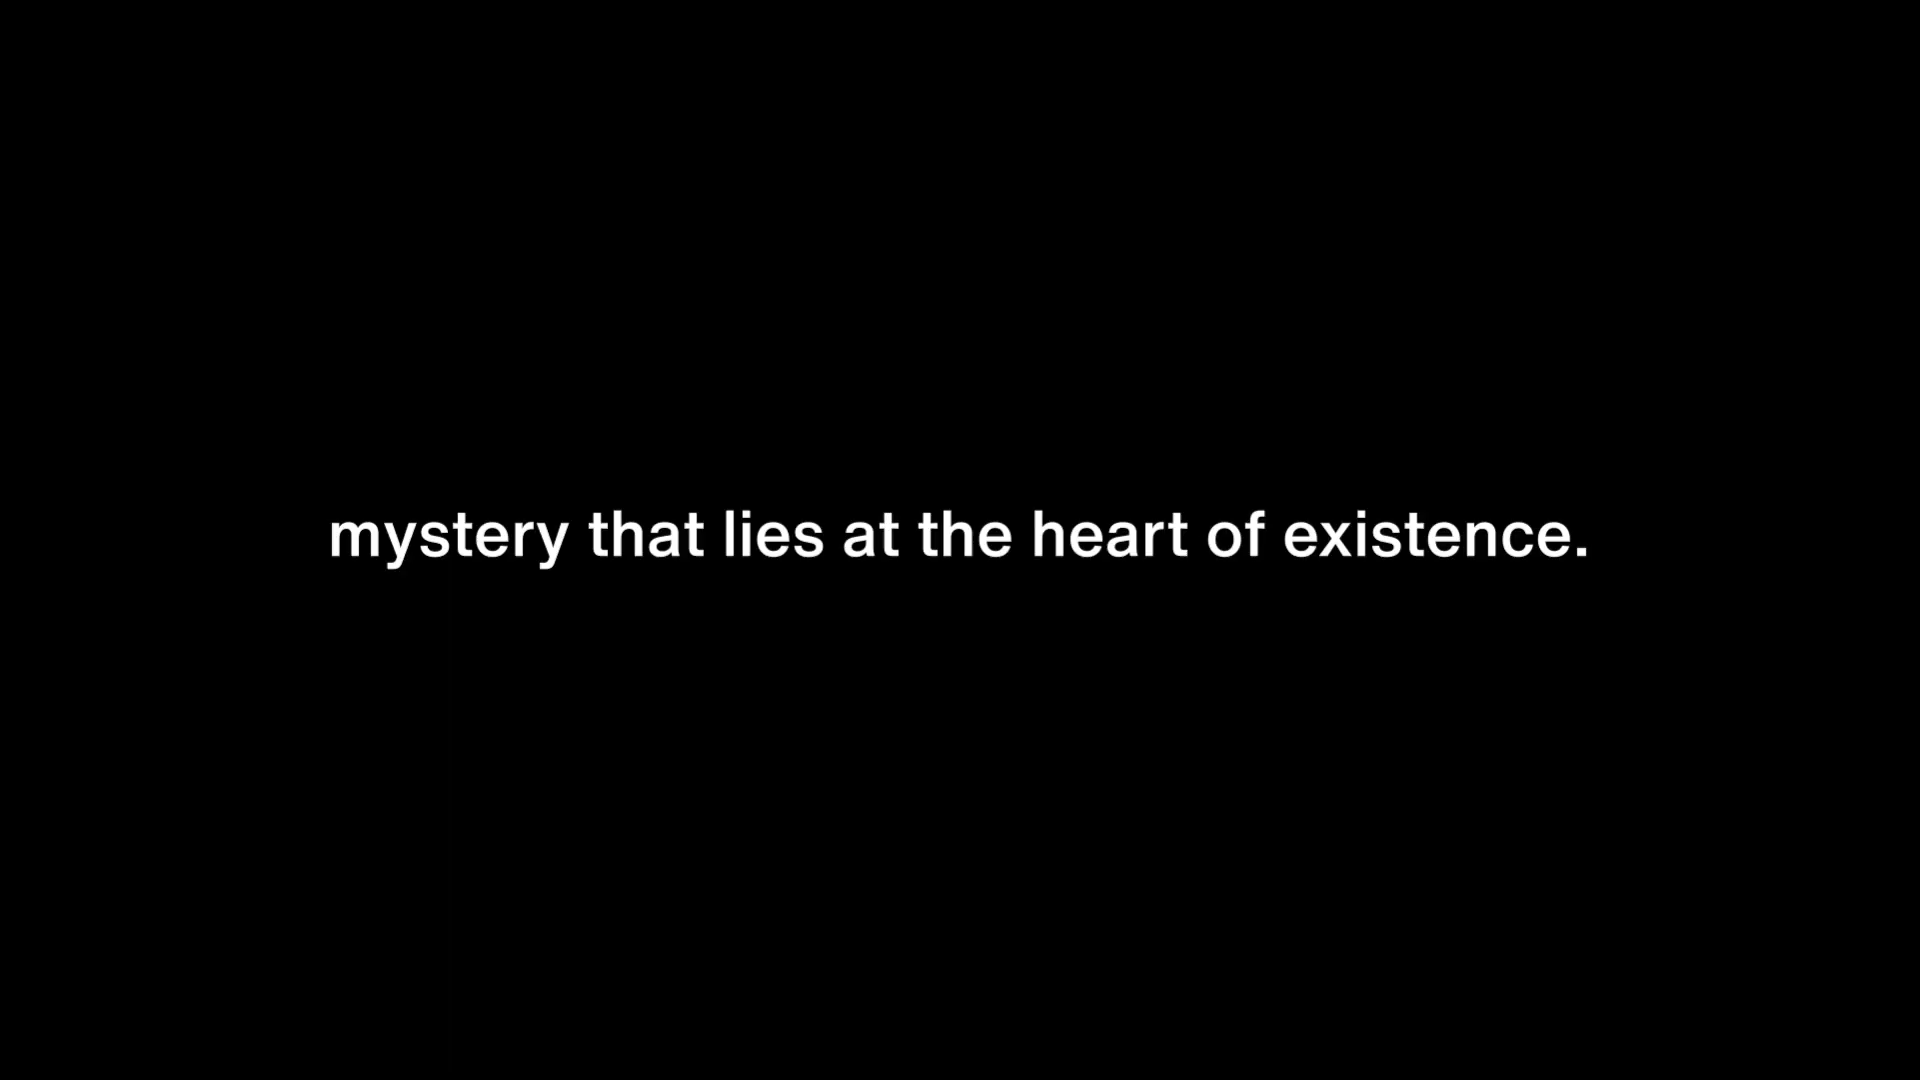 mystery that lies at the heart of existence.